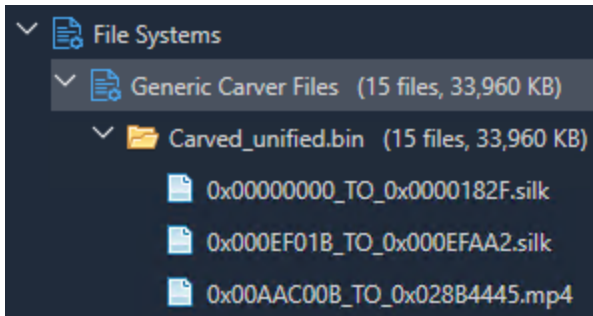 File Systems
Generic Carver Files (15 files, 33,960 KB)
Carved_unified.bin (15 files, 33,960 KB)
0x00000000_TO_0x0000182F.silk
0x000EF01B_TO_0x000EFAA2.silk
0x00AAC00B_TO_0x028B4445.mp4